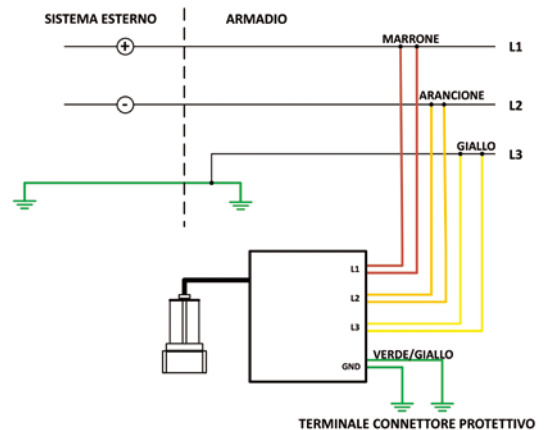 SISTEMA ESTERNO
ARMADIO
MARRONE
+
L1
ARANCIONE
-
L2
GIALLO
L3
L1
L2
L3
VERDE/GIALLO
GND
TERMINALE CONNETTORE PROTETTIVO